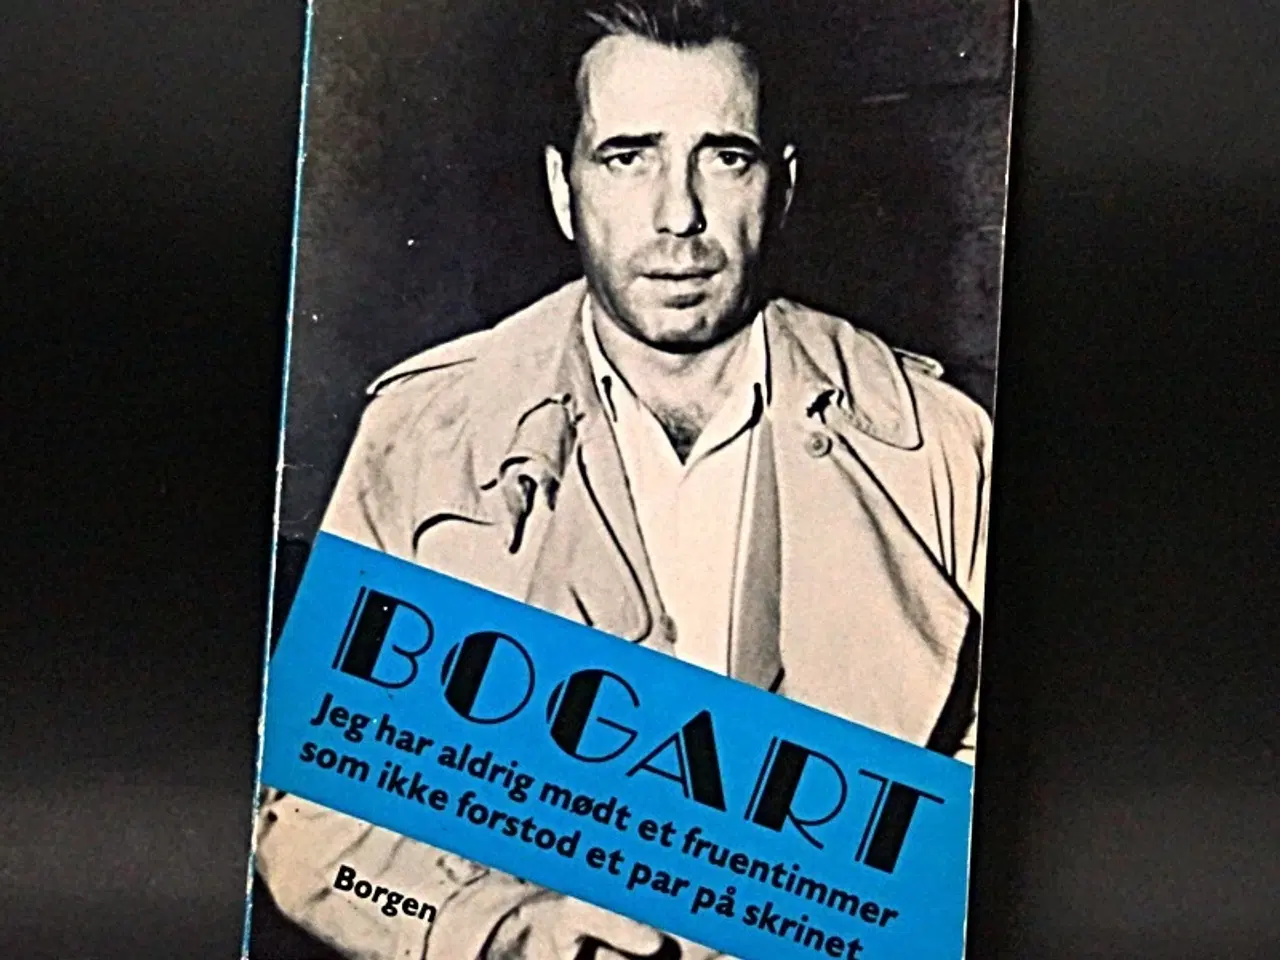 BOGART
Jeg har aldrig mødt et fruentimmer
som ikke forstod et par på skrinet
Borgen